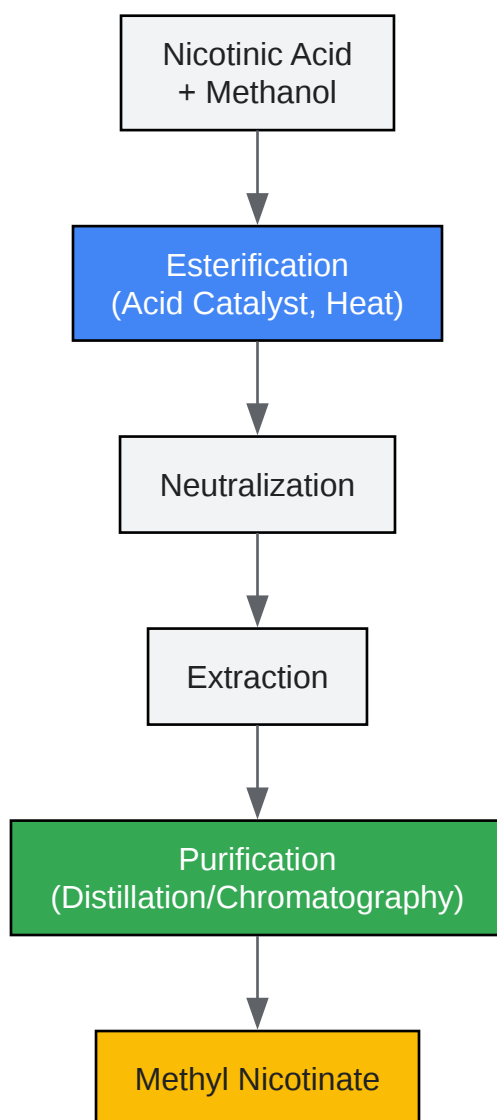 Nicotinic Acid
+ Methanol
Esterification
(Acid Catalyst, Heat)
Neutralization
Extraction
Purification
(Distillation/Chromatography)
Methyl Nicotinate